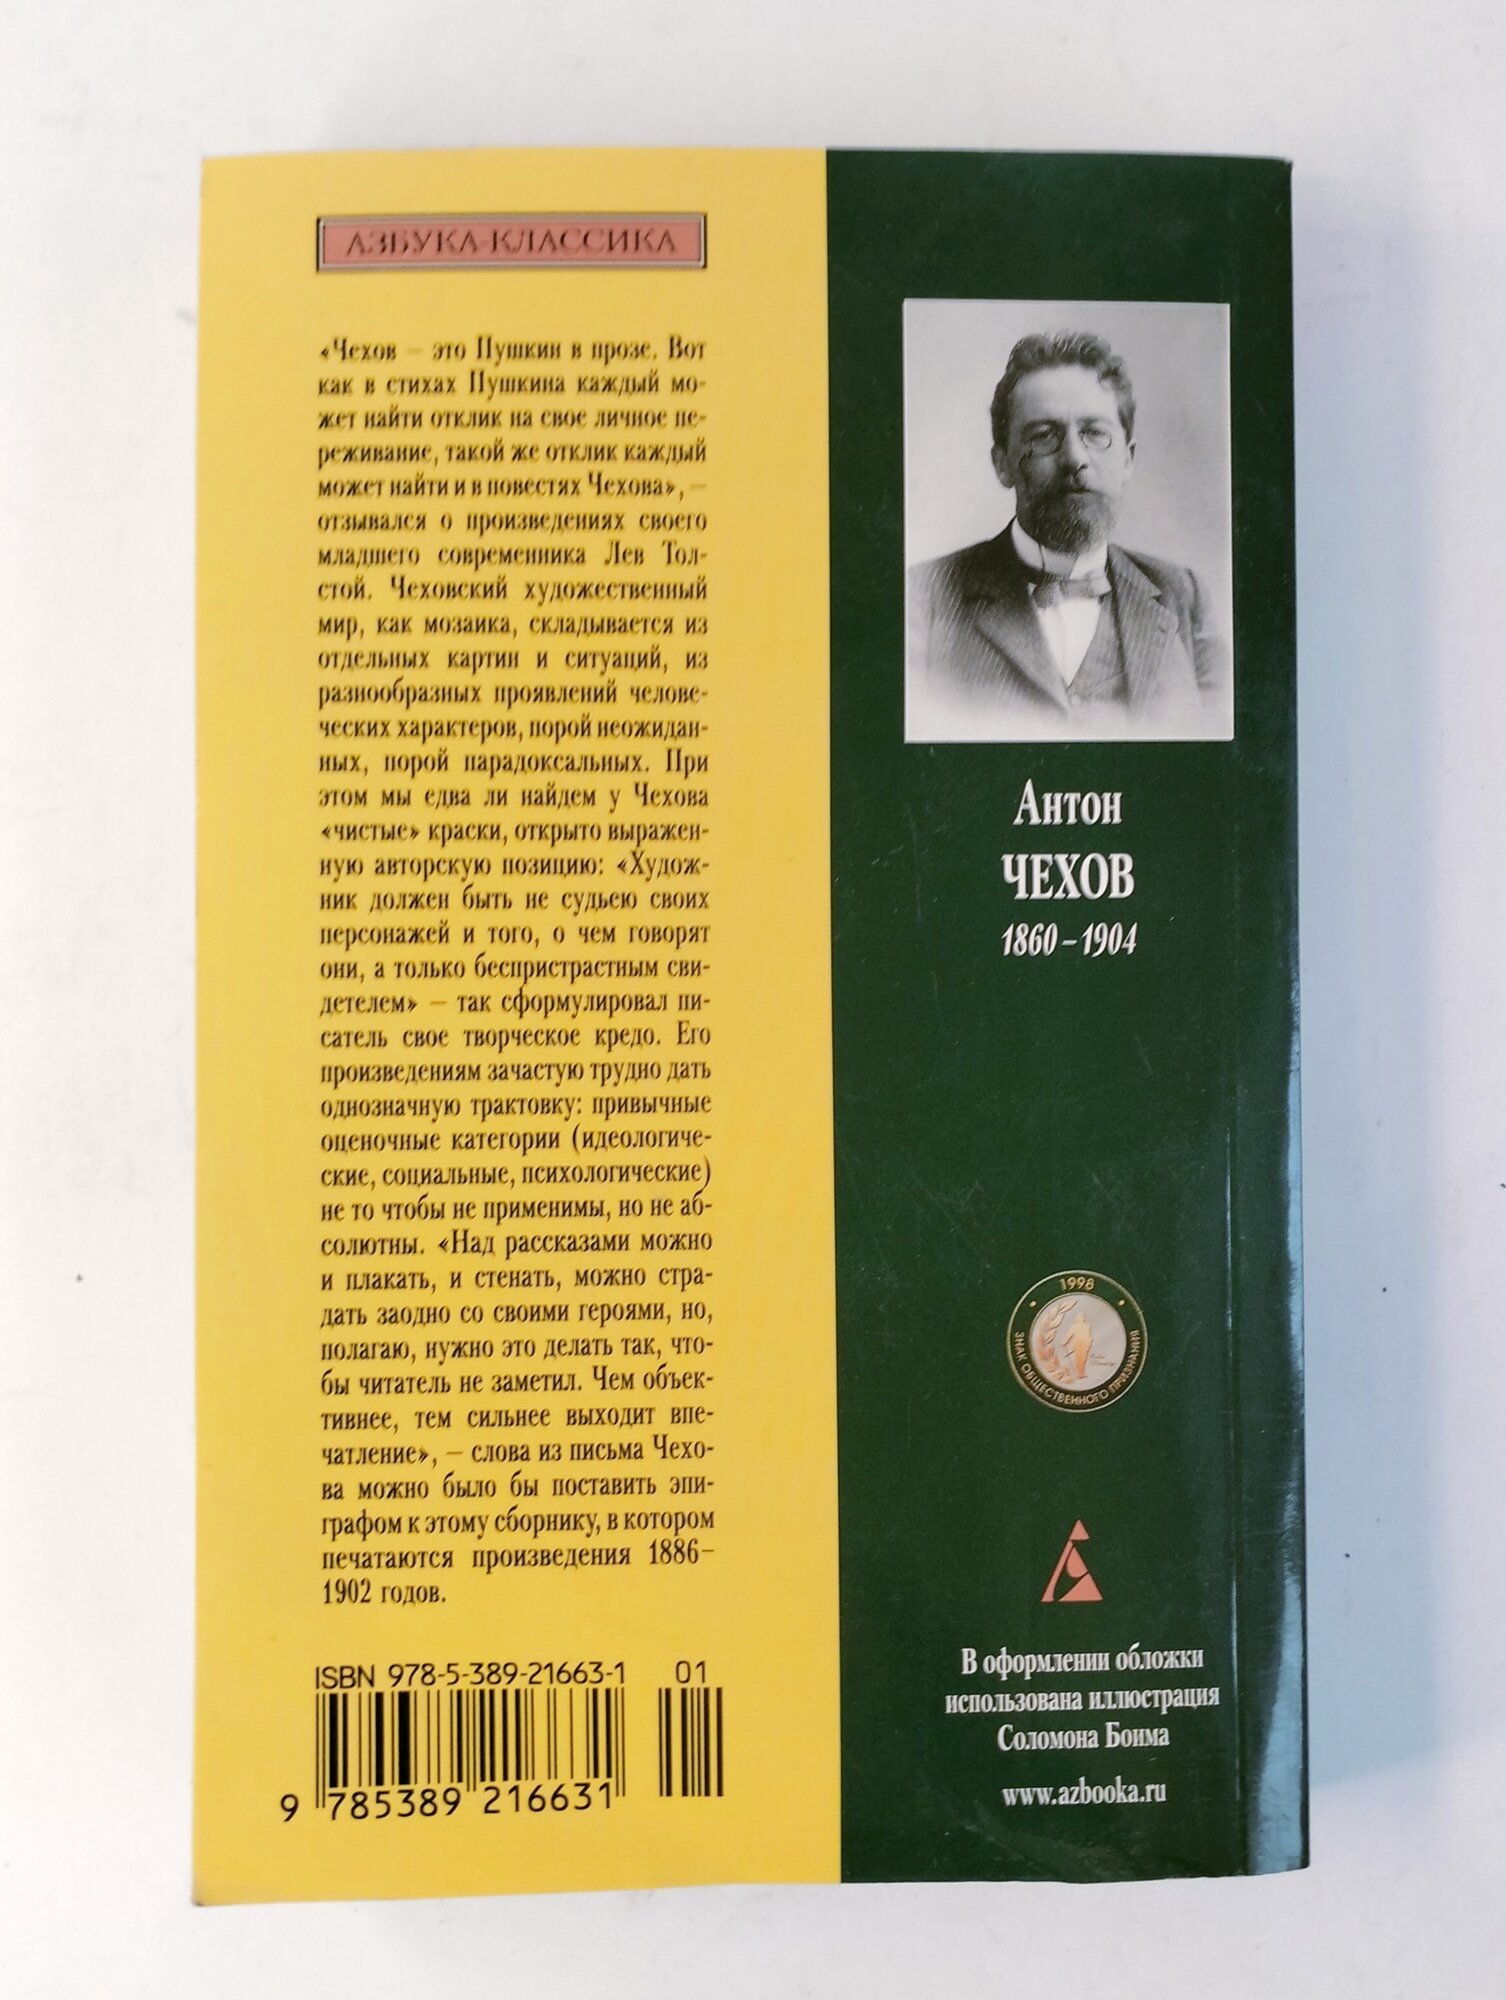 АЗБУКА-КЛАССИКА
«Чехов — это Пушкин в прозе. Вот
как в стихах Пушкина каждый мо-
жет найти отклик на свое личное пе-
реживание, такой же отклик каждый
может найти и в повестях Чехова», —
отзывался о произведениях своего
младшего современника Лев Тол-
стой. Чеховский художественный
мир, как мозаика, складывается из
отдельных картин и ситуаций, из
разнообразных проявлений челове-
ческих характеров, порой неожидан-
ных, порой парадоксальных. При
этом мы едва ли найдем у Чехова
«чистые» краски, открыто выражен-
ную авторскую позицию: «Худож-
ник должен быть не судьею своих
персонажей и того, о чем говорят
они, а только беспристрастным сви-
детелем» — так сформулировал пи-
сатель свое творческое кредо. Его
произведениям зачастую трудно дать
однозначную трактовку: привычные
оценочные категории (идеологиче-
ские, социальные, психологические)
не то чтобы не применимы, но не аб-
солютны. «Над рассказами можно
и плакать, и стенать, можно стра-
дать заодно со своими героями, но,
полагаю, нужно это делать так, что-
бы читатель не заметил. Чем объек-
тивнее, тем сильнее выходит впе-
чатление», — слова из письма Чехо-
ва можно было бы поставить эпи-
графом к этому сборнику, в котором
печатаются произведения 1886–
1902 годов.
ISBN 978-5-389-21663-1 01
9 785389 216631
Антон
ЧЕХОВ
1860–1904
1998
ЗНАК ОБЩЕСТВЕННОГО ПРИЗНАНИЯ
В оформлении обложки
использована иллюстрация
Соломона Боима
www.azbooka.ru